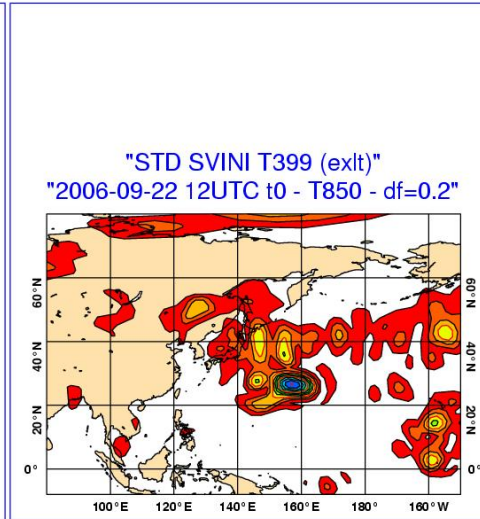 "STD SVINI T399 (exlt)"
"2006-09-22 12UTC t0 - T850 - df=0.2"
60°N
60°N
40°N
40°N
20°N
20°N
0°
0°
100°E 120°E 140°E 160°E 180° 160°W